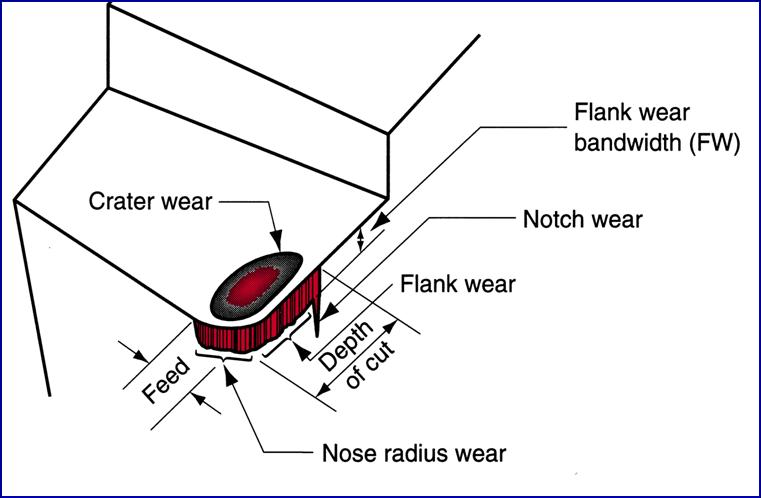 Flank wear
bandwidth (FW)
Crater wear
Notch wear
Flank wear
Depth
of cut
Feed
Nose radius wear